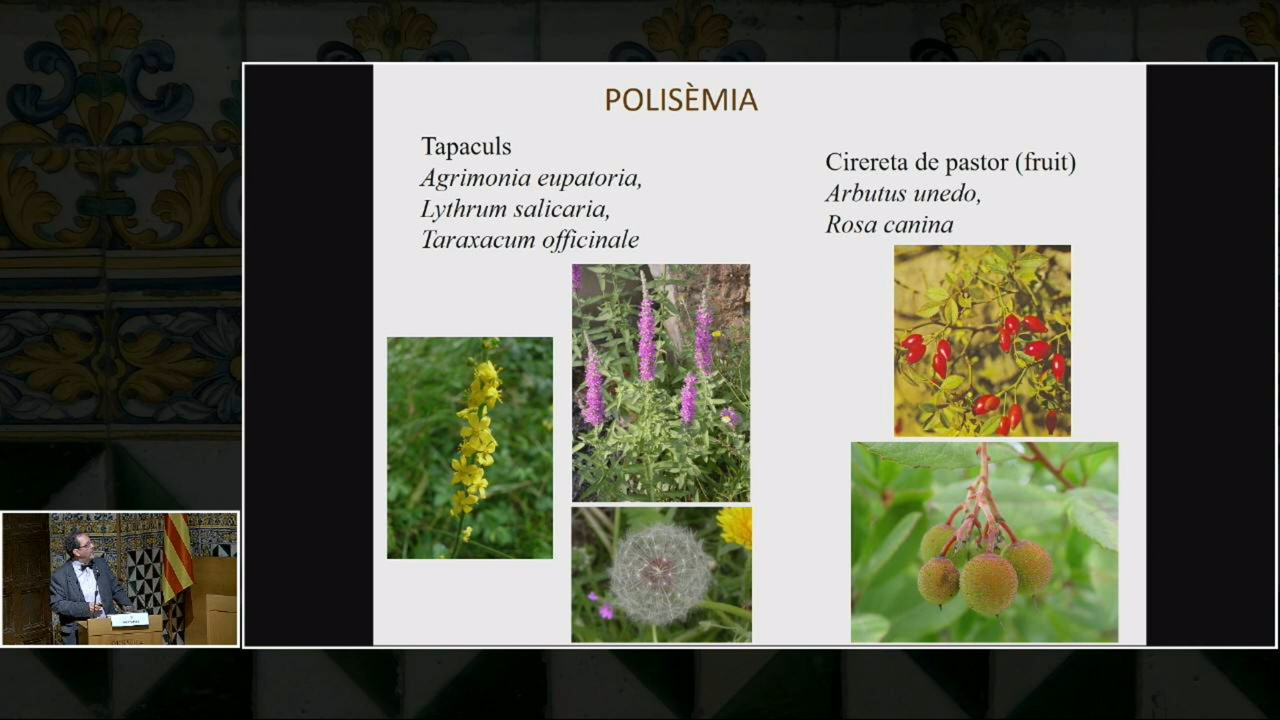 POLISÈMIA
Tapaculs
Agrimonia eupatoria,
Lythrum salicaria,
Taraxacum officinale
Cirereta de pastor (fruit)
Arbutus unedo,
Rosa canina